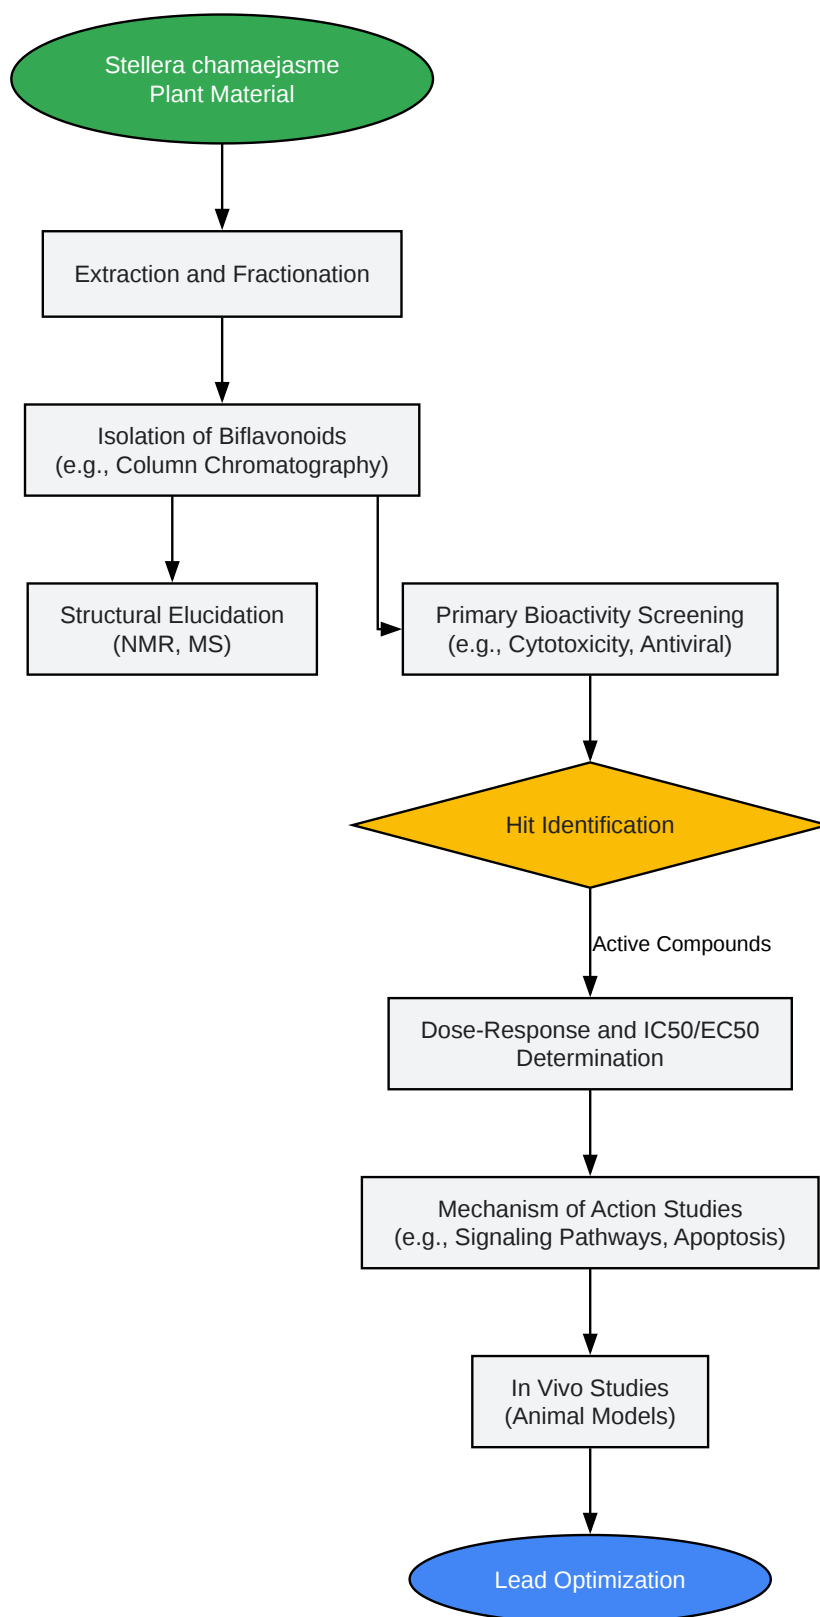 Stellera chamaejasme
Plant Material
Extraction and Fractionation
Isolation of Biflavonoids
(e.g., Column Chromatography)
Structural Elucidation
(NMR, MS)
Primary Bioactivity Screening
(e.g., Cytotoxicity, Antiviral)
Hit Identification
Active Compounds
Dose-Response and IC50/EC50
Determination
Mechanism of Action Studies
(e.g., Signaling Pathways, Apoptosis)
In Vivo Studies
(Animal Models)
Lead Optimization